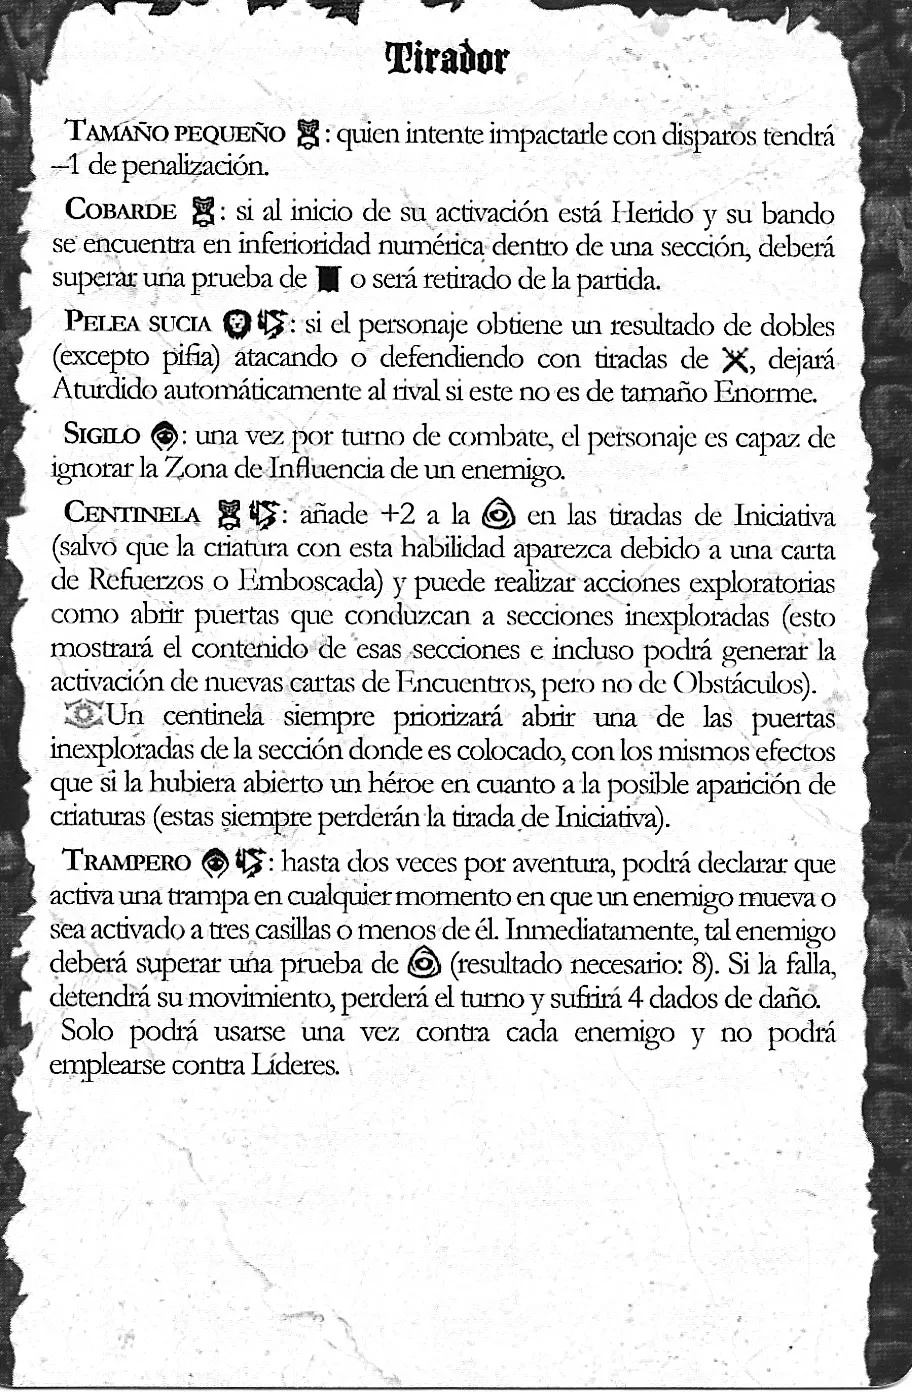 Tirador
TAMAÑO PEQUEÑO : quien intente impactarle con disparos tendrá
–1 de penalización.
COBARDE : si al inicio de su activación está Herido y su bando
se encuentra en inferioridad numérica dentro de una sección, deberá
superar una prueba de o será retirado de la partida.
PELEA SUCIA : si el personaje obtiene un resultado de dobles
(excepto pifia) atacando o defendiendo con tiradas de , dejará
Aturdido automáticamente al rival si este no es de tamaño Enorme.
SIGILO : una vez por turno de combate, el personaje es capaz de
ignorar la Zona de Influencia de un enemigo.
CENTINELA : añade +2 a la en las tiradas de Iniciativa
(salvo que la criatura con esta habilidad aparezca debido a una carta
de Refuerzos o Emboscada) y puede realizar acciones exploratorias
como abrir puertas que conduzcan a secciones inexploradas (esto
mostrará el contenido de esas secciones e incluso podrá generar la
activación de nuevas cartas de Encuentros, pero no de Obstáculos).
Un centinela siempre priorizará abrir una de las puertas
inexploradas de la sección donde es colocado, con los mismos efectos
que si la hubiera abierto un héroe en cuanto a la posible aparición de
criaturas (estas siempre perderán la tirada de Iniciativa).
TRAMPERO : hasta dos veces por aventura, podrá declarar que
activa una trampa en cualquier momento en que un enemigo mueva o
sea activado a tres casillas o menos de él. Inmediatamente, tal enemigo
deberá superar una prueba de (resultado necesario: 8). Si la falla,
detendrá su movimiento, perderá el turno y sufrirá 4 dados de daño.
Solo podrá usarse una vez contra cada enemigo y no podrá
emplearse contra Líderes.